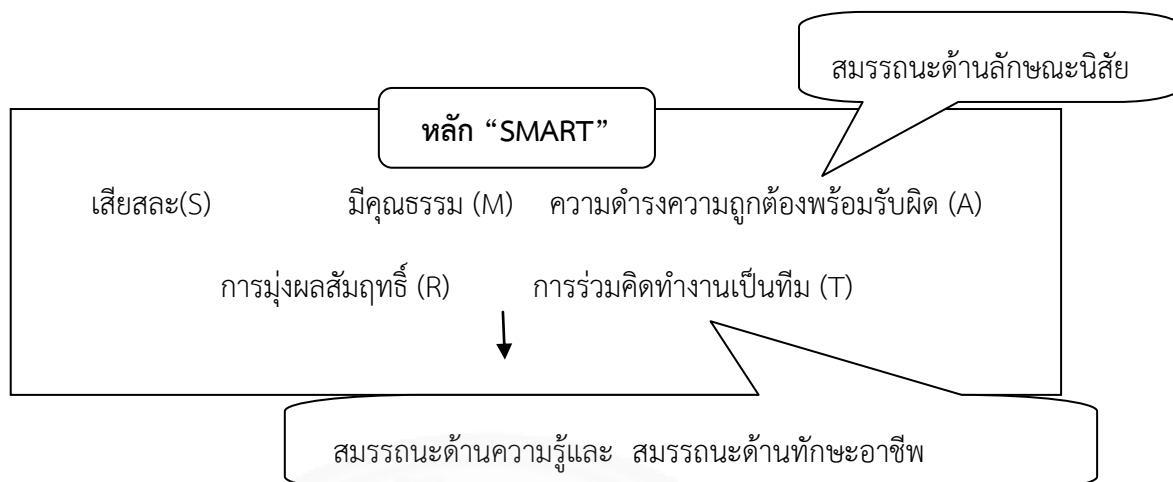 สมรรถนะด้านลักษณะนิสัย
หลัก “SMART”
เสียสละ(S) มีคุณธรรม (M) ความดำรงความถูกต้องพร้อมรับผิด (A)
การมุ่งผลสัมฤทธิ์ (R) การร่วมคิดทำงานเป็นทีม (T)
สมรรถนะด้านความรู้และ สมรรถนะด้านทักษะอาชีพ